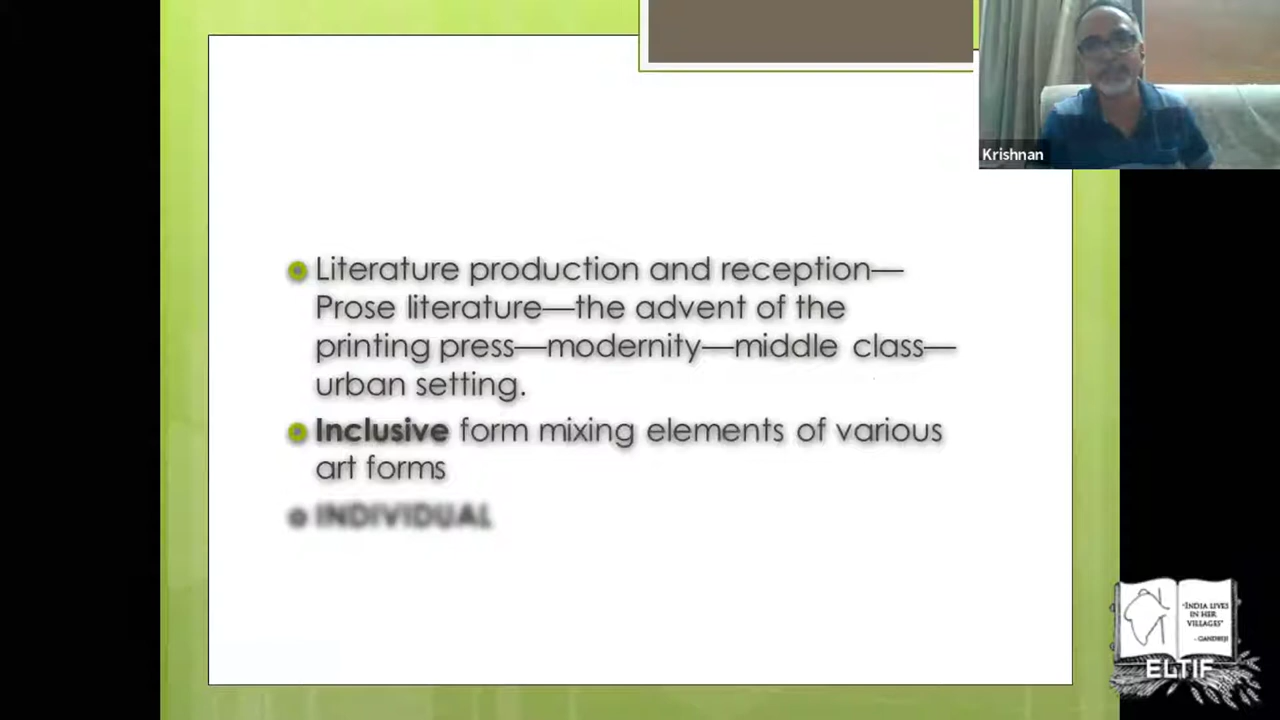 Krishnan
Literature production and reception—
Prose literature—the advent of the
printing press—modernity—middle class—
urban setting.
Inclusive form mixing elements of various
art forms
INDIVIDUAL
"INDIA LIVES
IN HER
VILLAGES"
- GANDHIJI
ELTIF